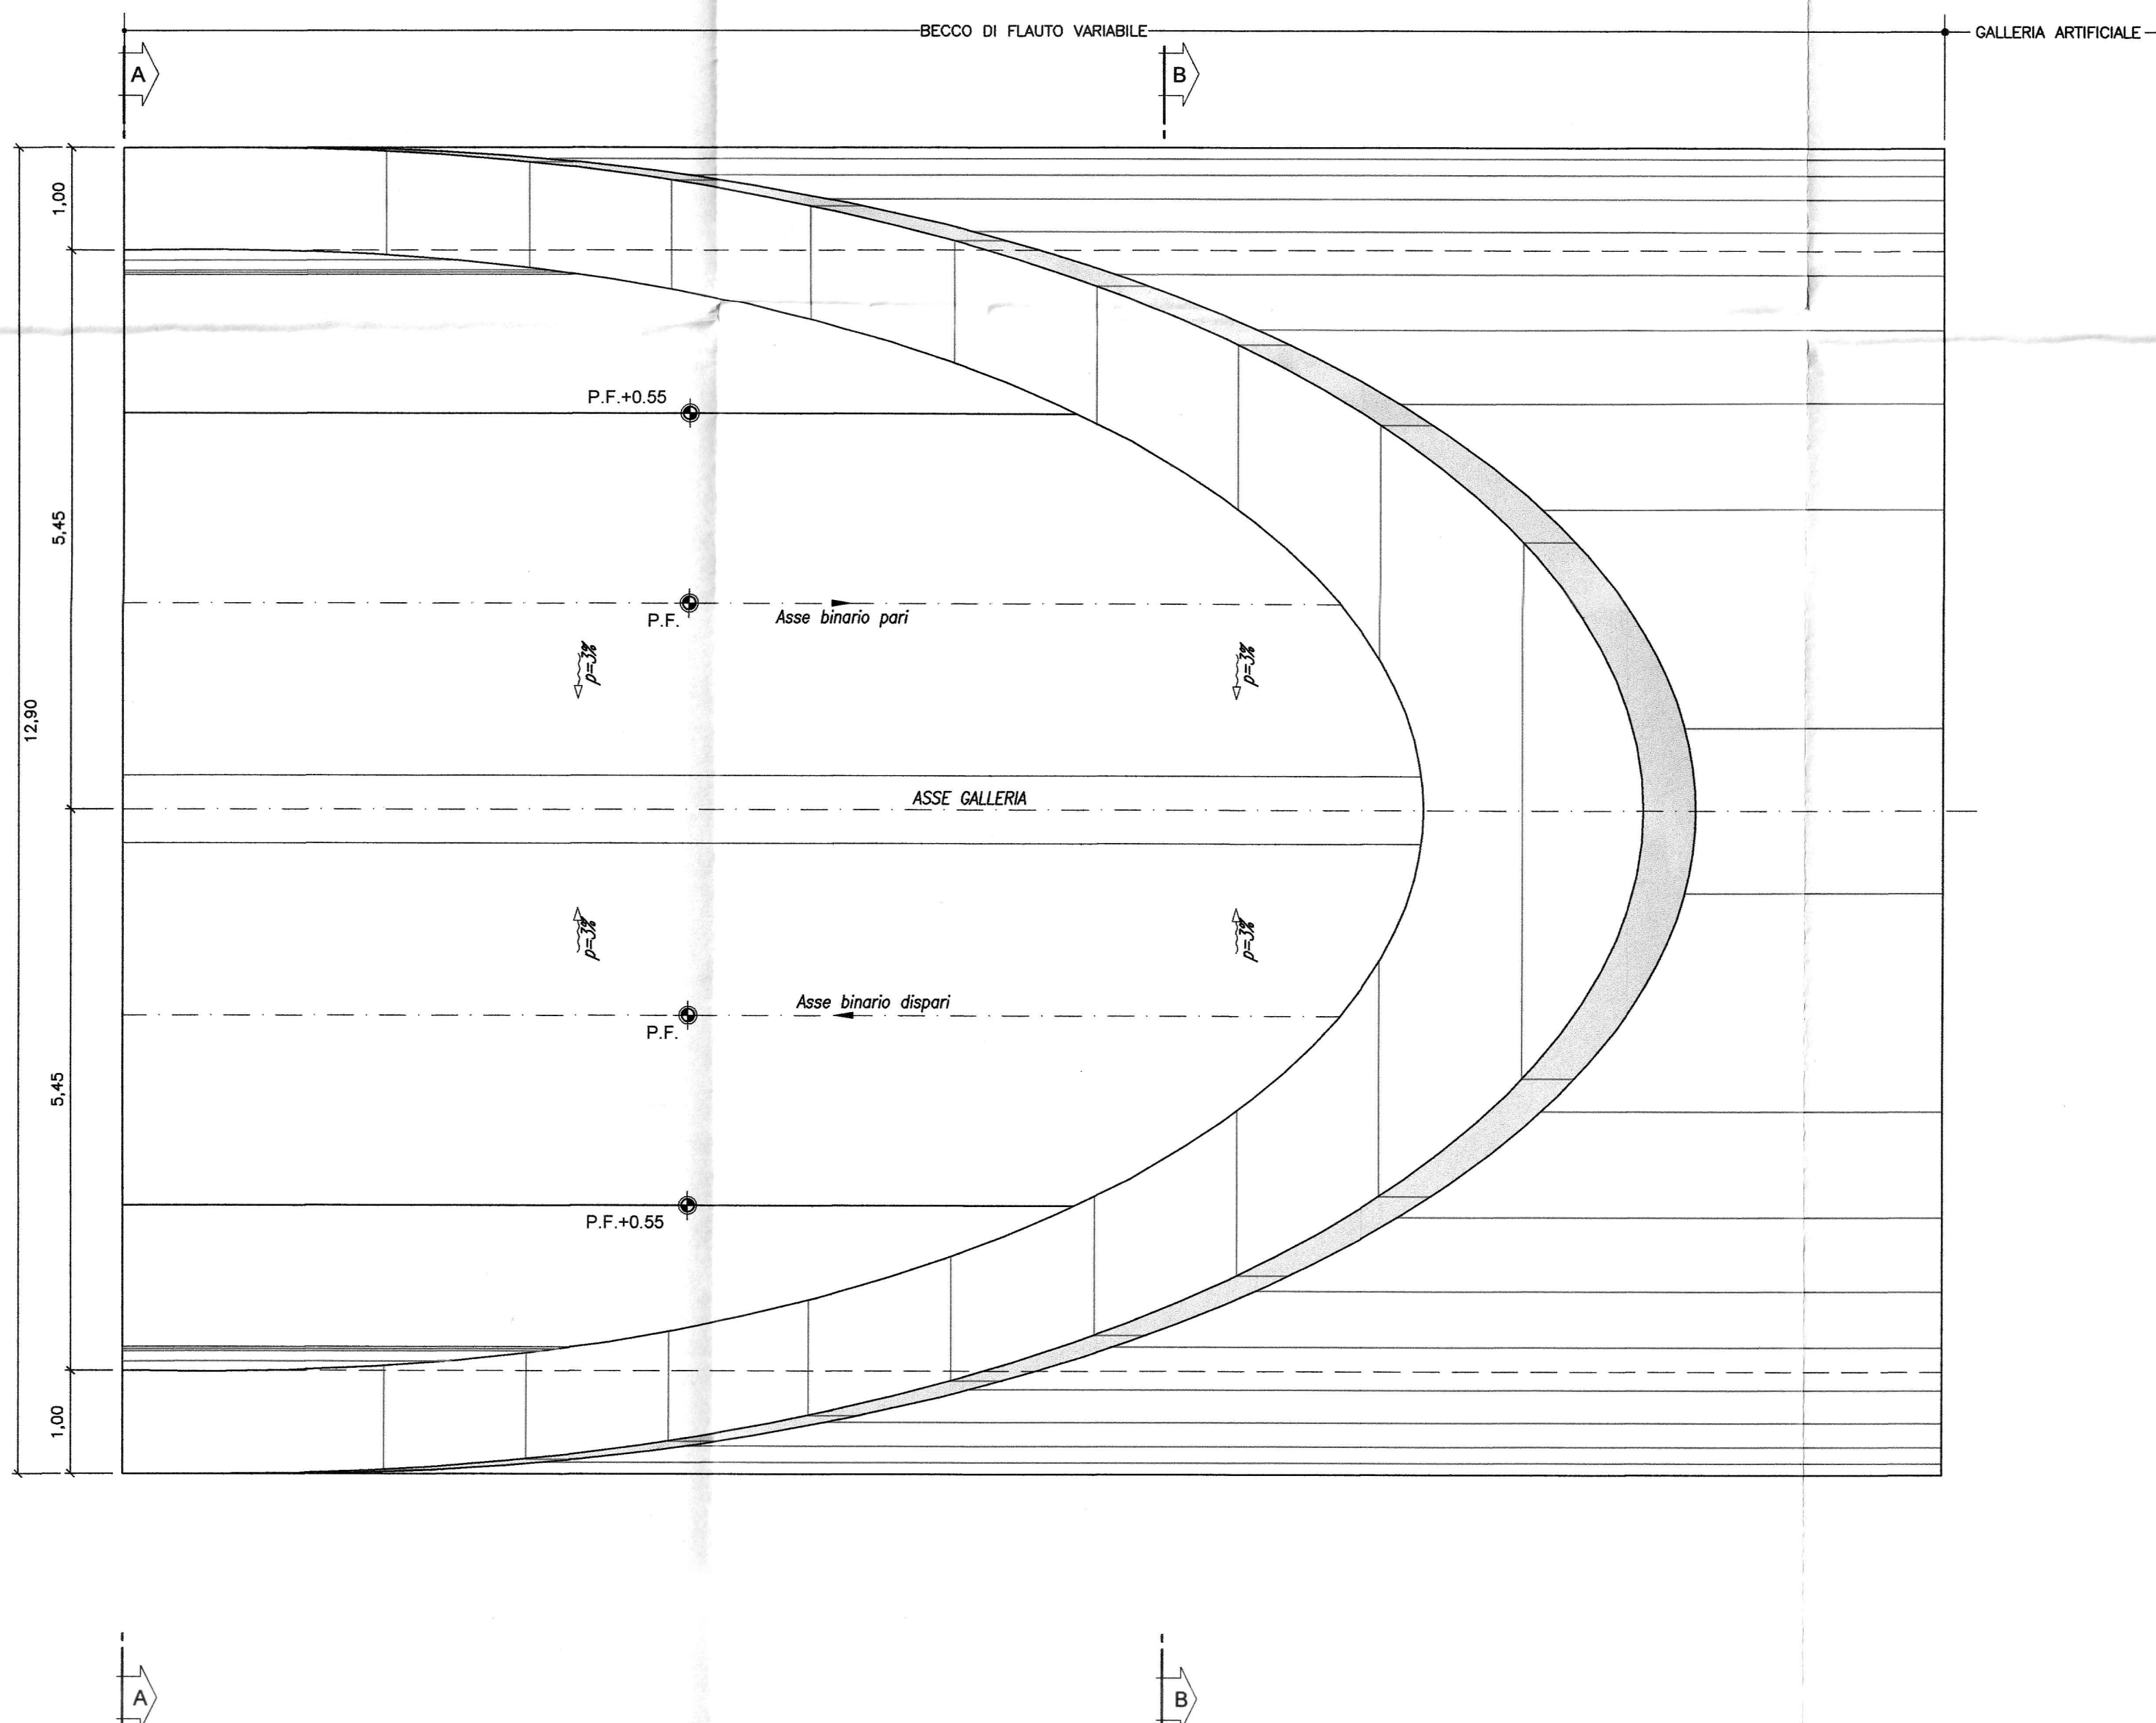 BECCO DI FLAUTO VARIABILE
GALLERIA ARTIFICIALE
A
B
1,00
P.F.+0.55
5,45
P.F.
Asse binario pari
p=3%
p=3%
12,90
ASSE GALLERIA
p=3%
p=3%
Asse binario dispari
P.F.
5,45
P.F.+0.55
1,00
A
B